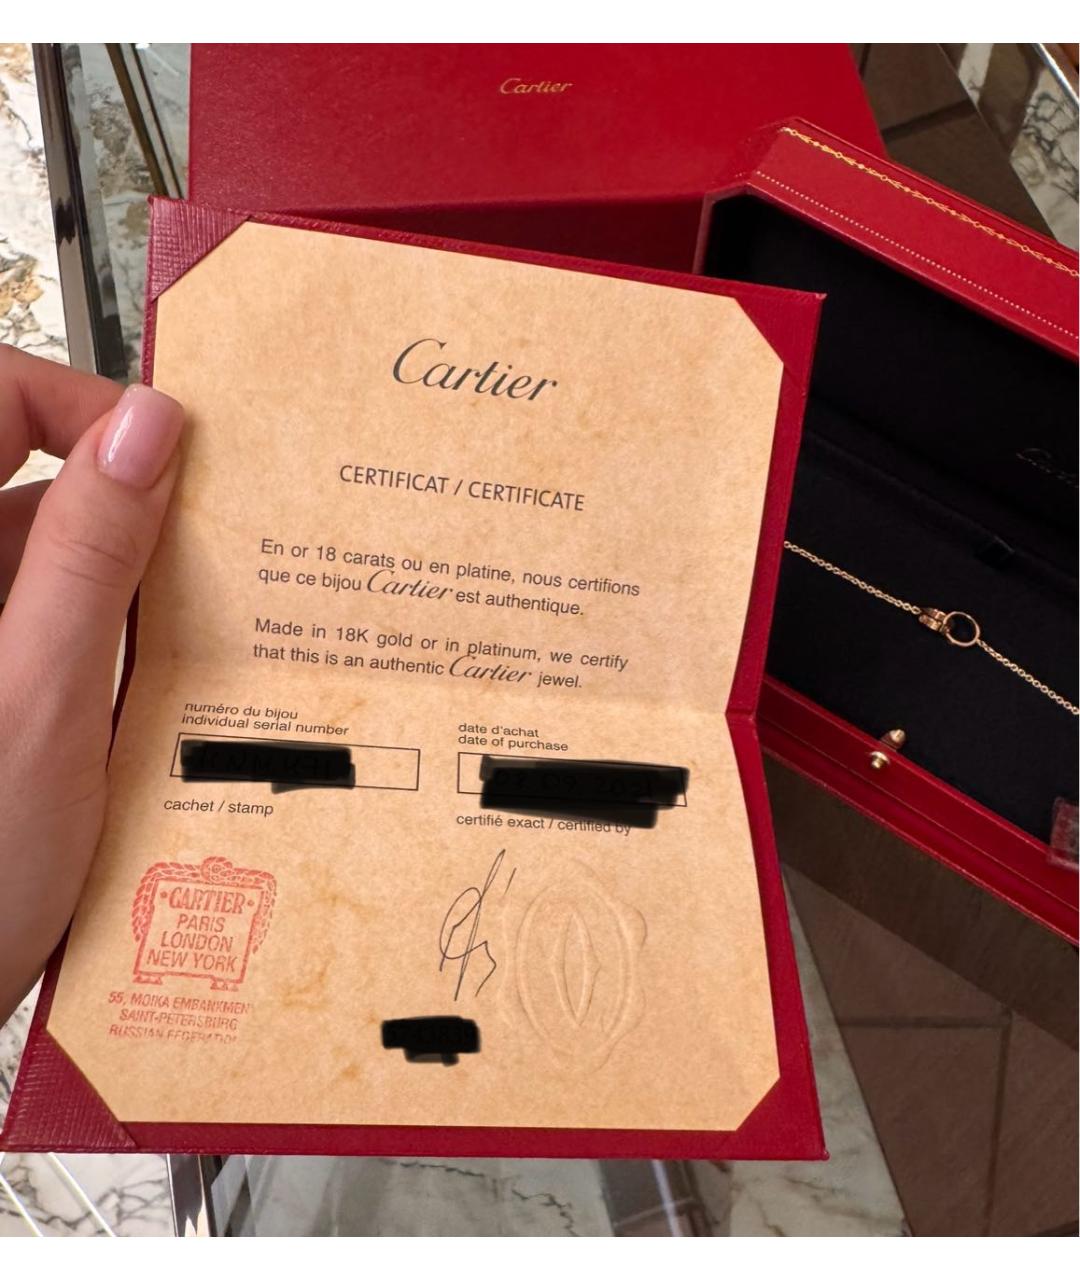 Cartier
Cartier
CERTIFICAT / CERTIFICATE
En or 18 carats ou en platine, nous certifions
que ce bijou Cartier est authentique.
Made in 18K gold or in platinum, we certify
that this is an authentic Cartier jewel.
numéro du bijou
individual serial number
date d'achat
date of purchase
cachet / stamp
certifié exact / certified by
CARTIER
PARIS
LONDON
NEW YORK
55, MOIKA EMBANKMEN
SAINT-PETERSBURG
RUSSIAN FEDERATION